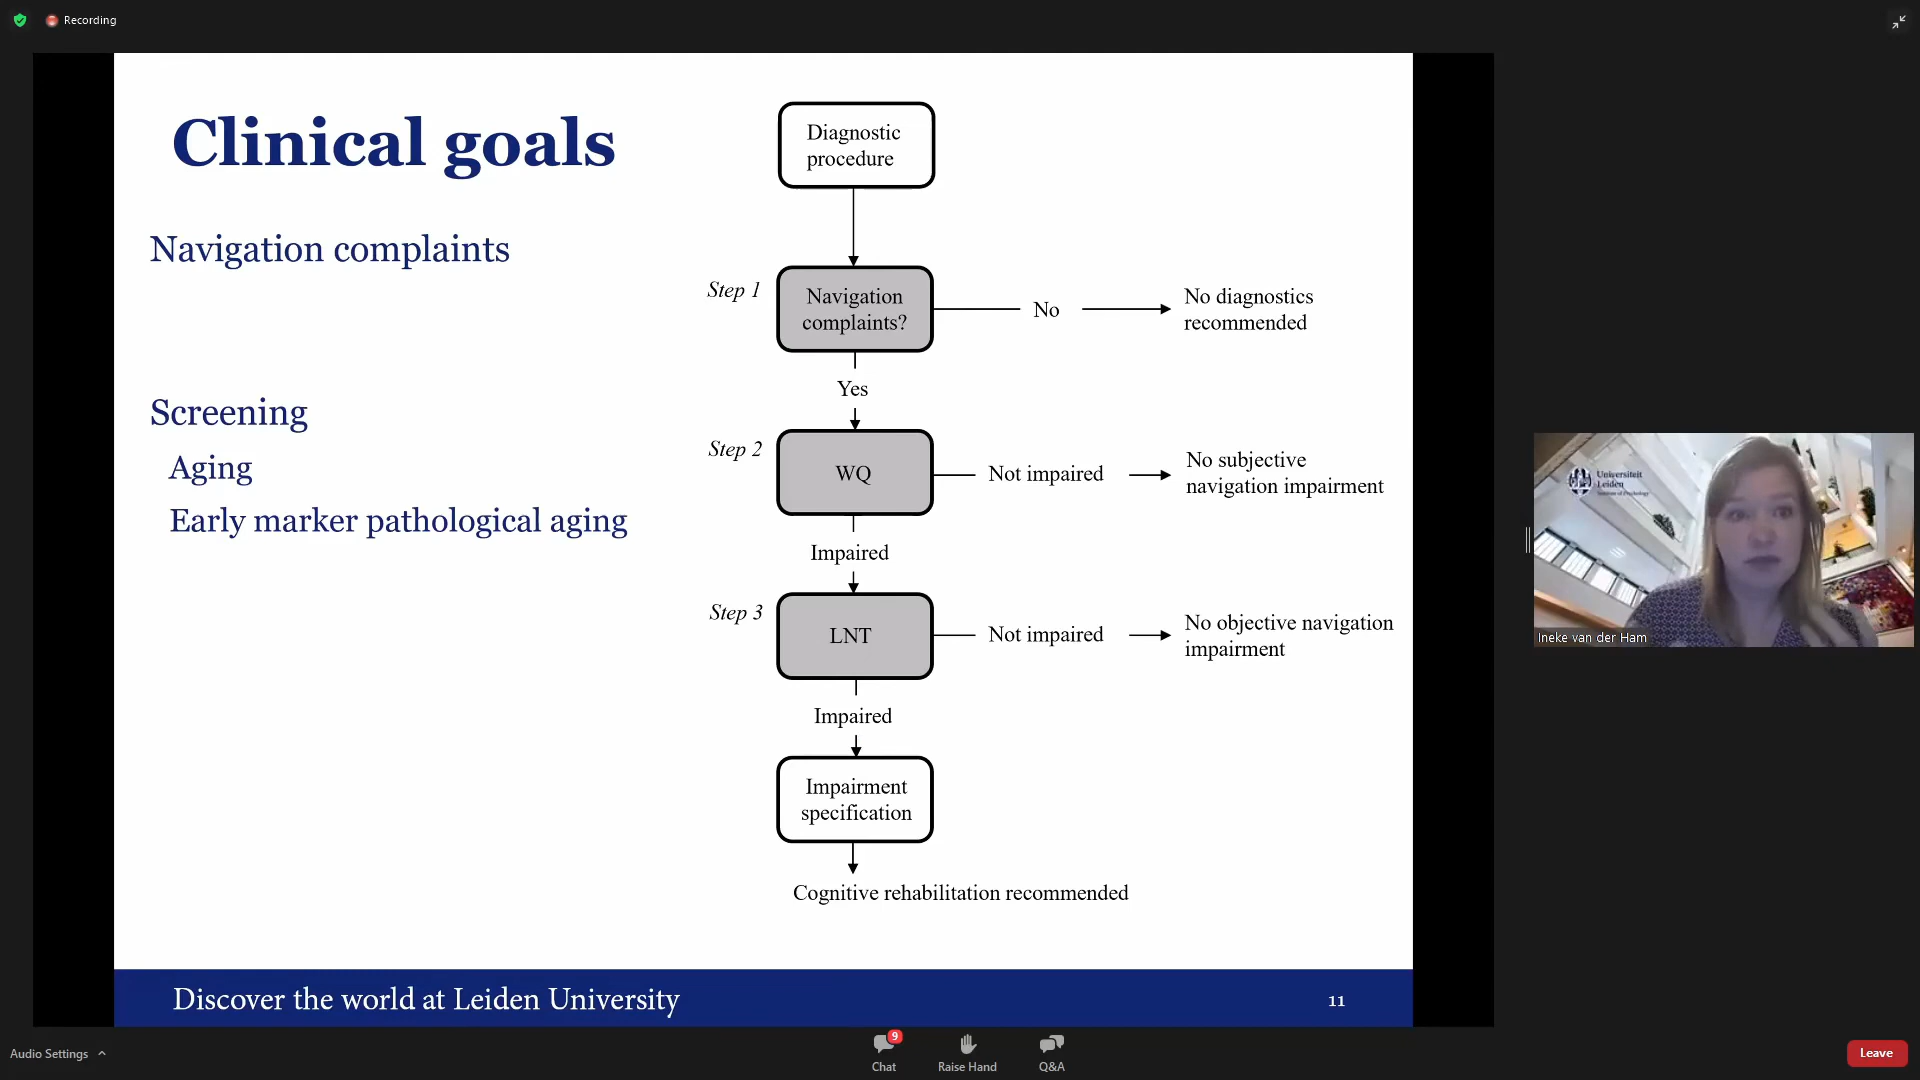 Recording
Clinical goals
Navigation complaints
Screening
Aging
Early marker pathological aging
Diagnostic
procedure
Step 1
Navigation
complaints?
No
No diagnostics
recommended
Yes
Step 2
WQ
Not impaired
No subjective
navigation impairment
Impaired
Step 3
LNT
Not impaired
No objective navigation
impairment
Impaired
Impairment
specification
Cognitive rehabilitation recommended
Discover the world at Leiden University
11
Universiteit
Leiden
Ineke van der Ham
Audio Settings
9
Chat
Raise Hand
Q&A
Leave